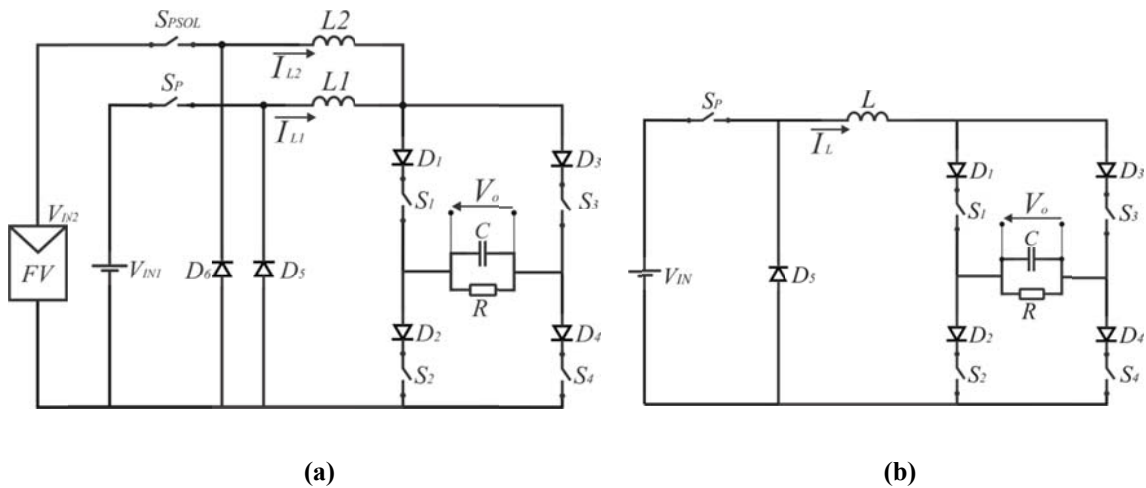 S_PSOL
L2
I_L2
S_P
L1
I_L1
D_1
D_3
S_1
V_o
S_3
C
V_IN2
FV
V_IN1
D_6
D_5
R
D_2
D_4
S_2
S_4
(a)
S_P
L
I_L
D_1
D_3
S_1
V_o
S_3
C
V_IN
D_5
R
D_2
D_4
S_2
S_4
(b)